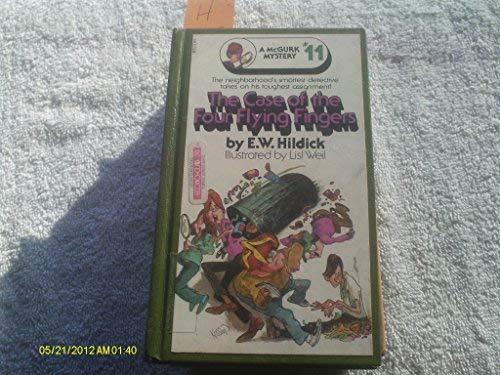 H
A McGURK
MYSTERY
#11
The neighborhood's smartest detective
takes on his toughest assignment!
The Case of the
Four Flying Fingers
by E.W. Hildick
Illustrated by Lisl Weil
05/21/2012 AM 01:40